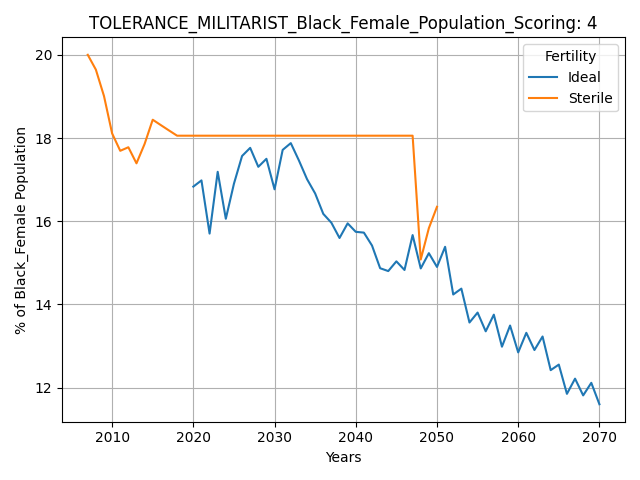 TOLERANCE_MILITARIST_Black_Female_Population_Scoring: 4
Fertility
Ideal
Sterile
% of Black_Female Population
20
18
16
14
12
2010 2020 2030 2040 2050 2060 2070
Years